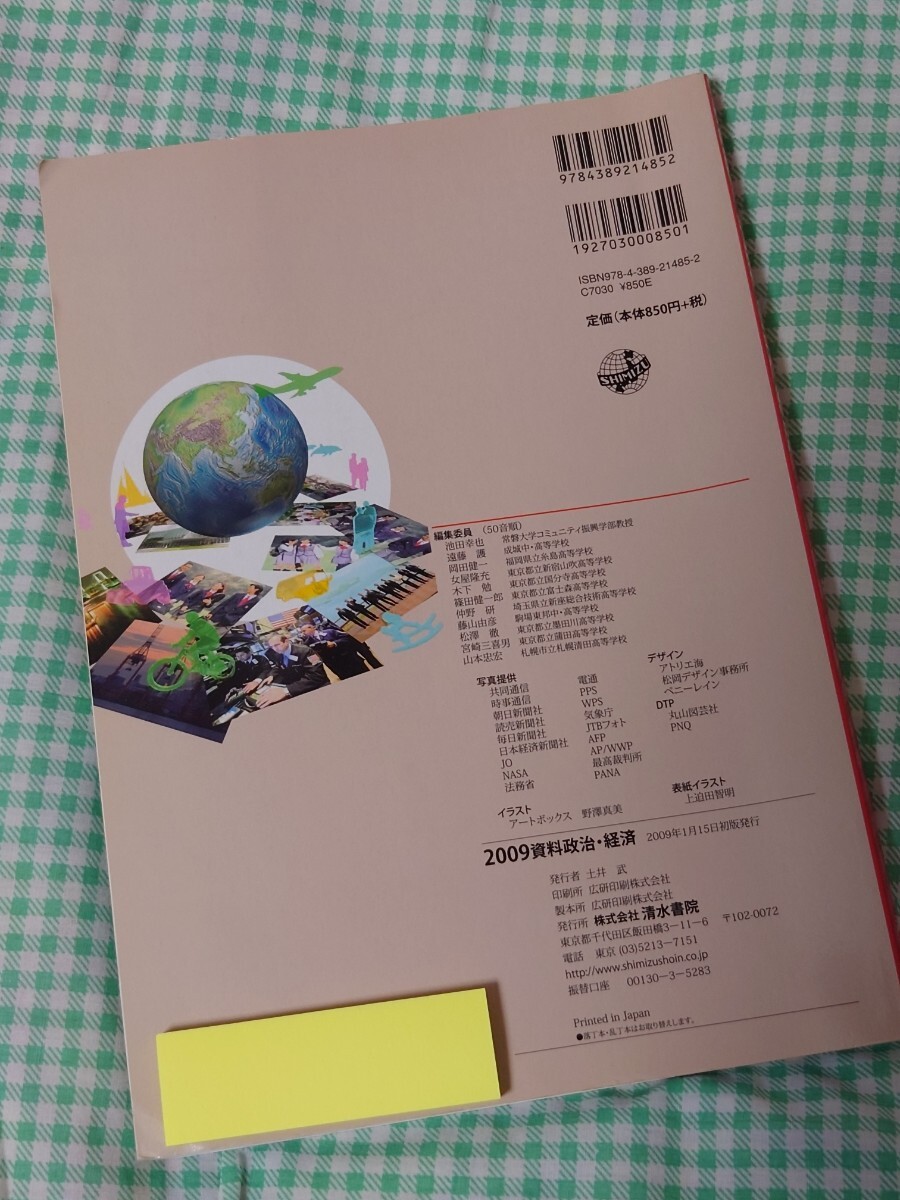 9784389214852
1927030008501
ISBN978-4-389-21485-2
C7030 ¥850E
定価(本体850円+税)
SHIMIZU
編集委員 (50音順)
池田幸也 常磐大学コミュニティ振興学部教授
遠藤 護 成城中・高等学校
岡田健一 福岡県立糸島高等学校
女屋隆充 東京都立新宿山吹高等学校
木下 勉 東京都立国分寺高等学校
篠田健一郎 東京都立富士森高等学校
仲野 研 埼玉県立新座総合技術高等学校
藤山由彦 駒場東邦中・高等学校
松澤 徹 東京都立墨田川高等学校
宮崎三喜男 東京都立蒲田高等学校
山本忠宏 札幌市立札幌清田高等学校
写真提供
共同通信
時事通信
朝日新聞社
読売新聞社
毎日新聞社
日本経済新聞社
JO
NASA
法務省
電通
PPS
WPS
気象庁
JTBフォト
AFP
AP/WWP
最高裁判所
PANA
デザイン
アトリエ海
松岡デザイン事務所
ペニーレイン
DTP
丸山図芸社
PNQ
イラスト
アートボックス 野澤真美
表紙イラスト
上迫田智明
2009資料政治・経済 2009年1月15日初版発行
発行者 土井 武
印刷所 広研印刷株式会社
製本所 広研印刷株式会社
発行所 株式会社 清水書院
東京都千代田区飯田橋3-11-6 〒102-0072
電話 東京(03)5213-7151
http://www.shimizushoin.co.jp
振替口座 00130-3-5283
Printed in Japan
●落丁本・乱丁本はお取り替えします。